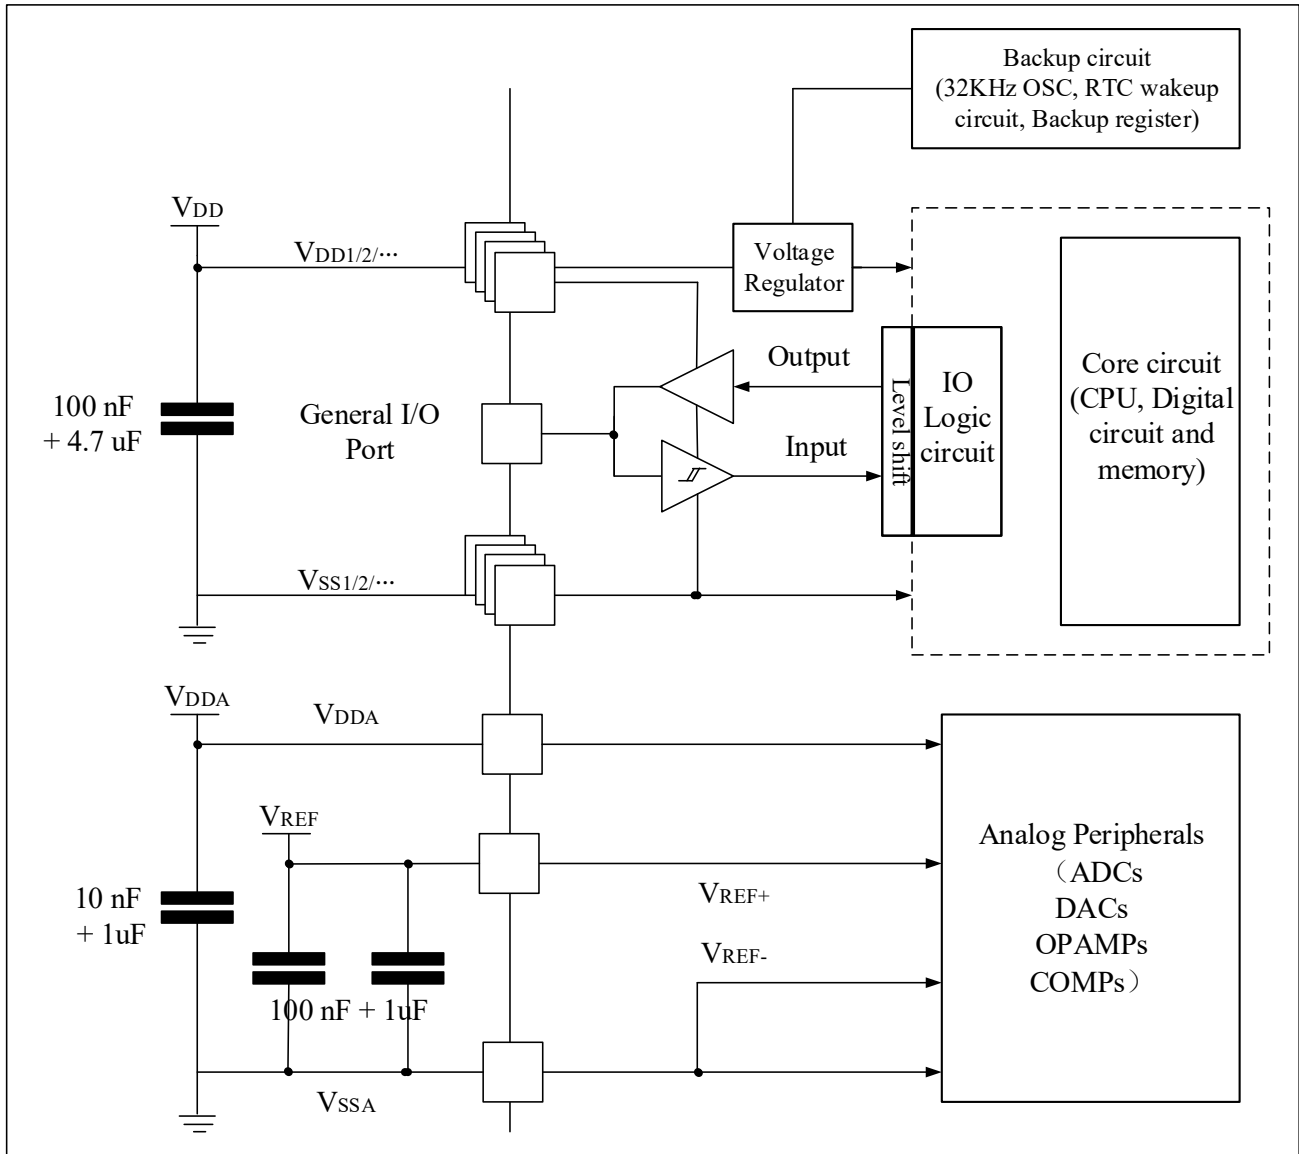 Backup circuit
(32KHz OSC, RTC wakeup
circuit, Backup register)
VDD
VDD1/2/···
Voltage
Regulator
Output
Level shift
IO
Logic
circuit
Core circuit
(CPU, Digital
circuit and
memory)
100 nF
+ 4.7 uF
General I/O
Port
Input
VSS1/2/···
VDDA
VDDA
VREF
10 nF
+ 1uF
VREF+
VREF-
100 nF + 1uF
VSSA
Analog Peripherals
（ADCs
DACs
OPAMPs
COMPs）